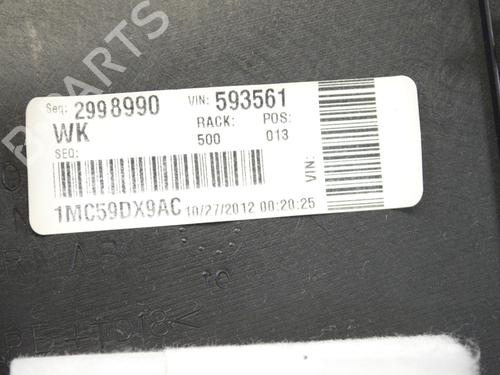 B PARTS
Seq: 2998990 VIN: 593561
WK RACK: POS:
500 013
SEQ:
VIN:
1MC59DX9AC 10/27/2012 00:20:25